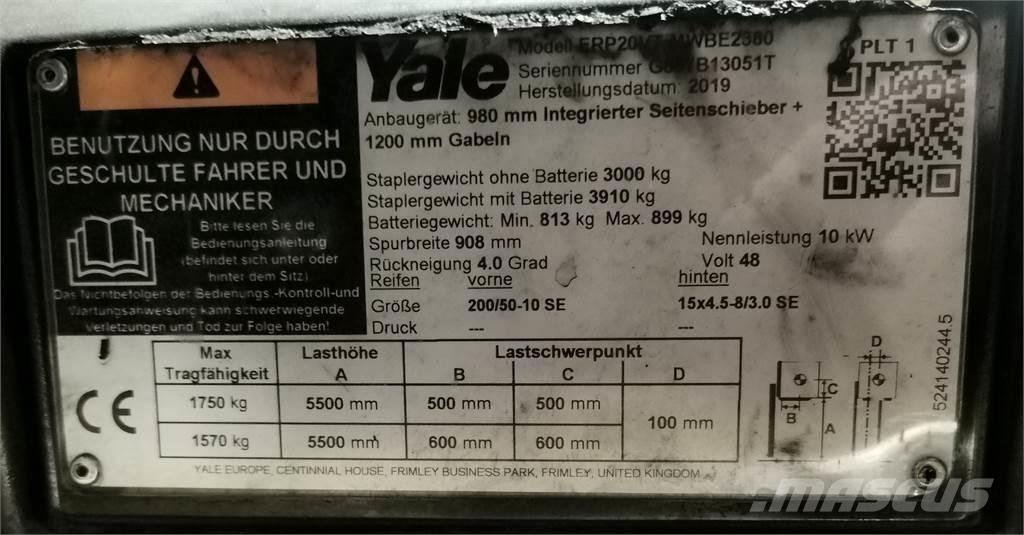 BENUTZUNG NUR DURCH
GESCHULTE FAHRER UND
MECHANIKER
Bitte lesen Sie die
Bedienungsanleitung
(befindet sich unter oder
hinter dem Sitz)
Das Nichtbefolgen der Bedienungs.-Kontroll-und
Wartungsanweisung kann schwerwiegende
Verletzungen und Tod zur Folge haben!
Yale
Modell
Seriennummer
Herstellungsdatum: 2019
PLT 1
Anbaugerät: 980 mm Integrierter Seitenschieber +
1200 mm Gabeln
Staplergewicht ohne Batterie 3000 kg
Staplergewicht mit Batterie 3910 kg
Batteriegewicht: Min. 813 kg Max. 899 kg
Spurbreite 908 mm Nennleistung 10 kW
Rückneigung 4.0 Grad Volt 48
Reifen vorne hinten
Größe 200/50-10 SE 15x4.5-8/3.0 SE
Druck --- ---
Max Lasthöhe Lastschwerpunkt
Tragfähigkeit A B C D
1750 kg 5500 mm 500 mm 500 mm 100 mm
1570 kg 5500 mm 600 mm 600 mm
D
C
B
A
524140244.5
CE
YALE EUROPE, CENTINNIAL HOUSE, FRIMLEY BUSINESS PARK, FRIMLEY, UNITED KINGDOM
MASCUS